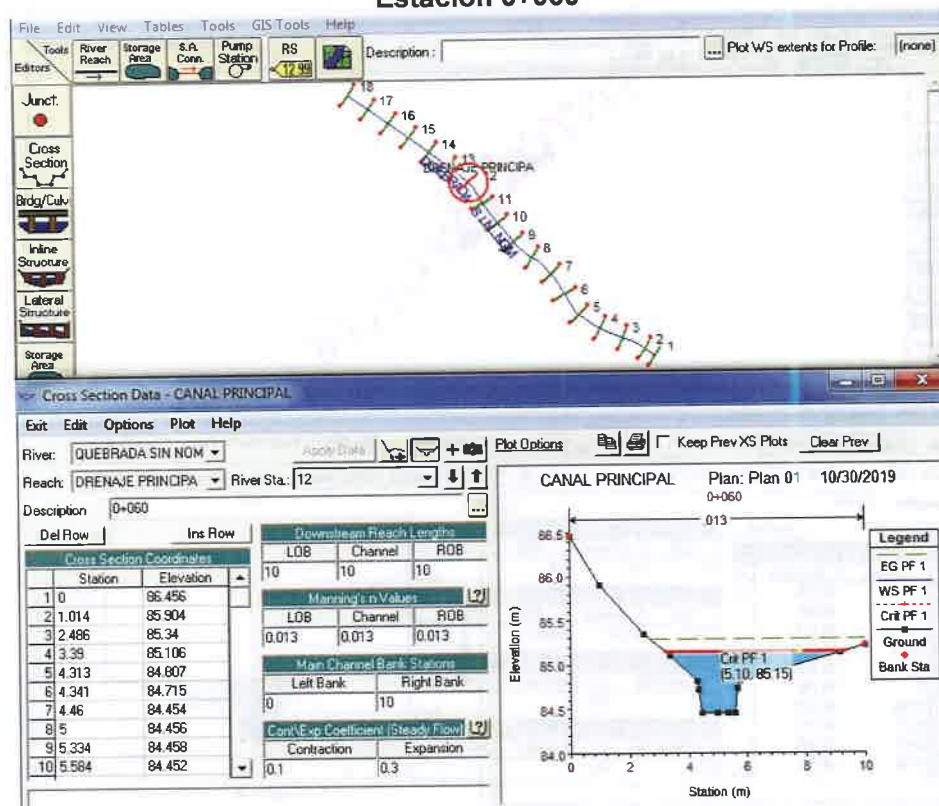 Estación 0+060
File Edit View Tables Tools GIS Tools Help
Tools
Editors
River Reach
Storage Area
S.A. Conn.
Pump Station
RS
12.99
Description :
...
Plot WS extents for Profile:
(none)
Junct.
Cross Section
Brdg/Culv
Inline Structure
Lateral Structure
Storage Area
18
17
16
15
14
13
DRENAJE PRINCIPA
2
11
10
9
8
7
6
5
4
3
2
1
Cross Section Data - CANAL PRINCIPAL
Exit Edit Options Plot Help
River: QUEBRADA SIN NOM
Apply Data
Plot Options
Keep Prev XS Plots
Clear Prev
Reach: DRENAJE PRINCIPA
River Sta.: 12
Description 0+060
...
Del Row
Ins Row
Cross Section Coordinates
Station Elevation
1 0 86.456
2 1.014 85.904
3 2.486 85.34
4 3.39 85.106
5 4.313 84.807
6 4.341 84.715
7 4.46 84.454
8 5 84.456
9 5.334 84.458
10 5.584 84.452
Downstream Reach Lengths
LOB Channel ROB
10 10 10
Manning's n Values
?
LOB Channel ROB
0.013 0.013 0.013
Main Channel Bank Stations
Left Bank Right Bank
0 10
Cont\Exp Coefficient (Steady Flow)
?
Contraction Expansion
0.1 0.3
CANAL PRINCIPAL Plan: Plan 01 10/30/2019
0+060
.013
86.5
86.0
85.5
85.0
84.5
84.0
Elevation (m)
Crit PF 1
(5.10, 85.15)
0 2 4 6 8 10
Station (m)
Legend
EG PF 1
WS PF 1
Crit PF 1
Ground
Bank Sta